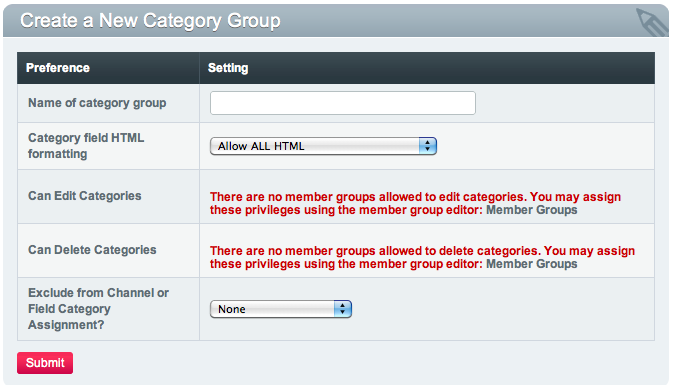 Create a New Category Group
Preference
Setting
Name of category group
Category field HTML
formatting
Allow ALL HTML
Can Edit Categories
There are no member groups allowed to edit categories. You may assign
these privileges using the member group editor: Member Groups
Can Delete Categories
There are no member groups allowed to delete categories. You may assign
these privileges using the member group editor: Member Groups
Exclude from Channel or
Field Category
Assignment?
None
Submit